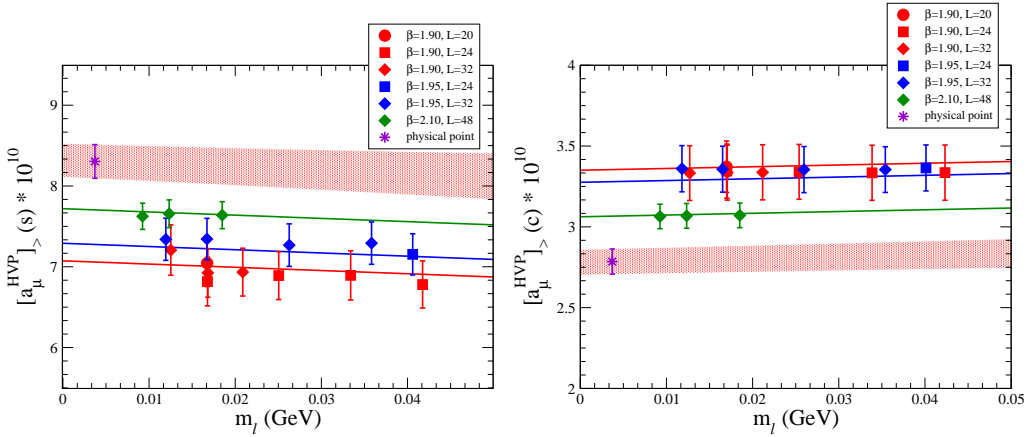 β=1.90, L=20
β=1.90, L=24
β=1.90, L=32
β=1.95, L=24
β=1.95, L=32
β=2.10, L=48
physical point
9
8
7
6
0 0.01 0.02 0.03 0.04
m_l (GeV)
[a_μ^HVP]_> (s) * 10^10
β=1.90, L=20
β=1.90, L=24
β=1.90, L=32
β=1.95, L=24
β=1.95, L=32
β=2.10, L=48
physical point
4
3.5
3
2.5
2
0 0.01 0.02 0.03 0.04 0.05
m_l (GeV)
[a_μ^HVP]_> (c) * 10^10